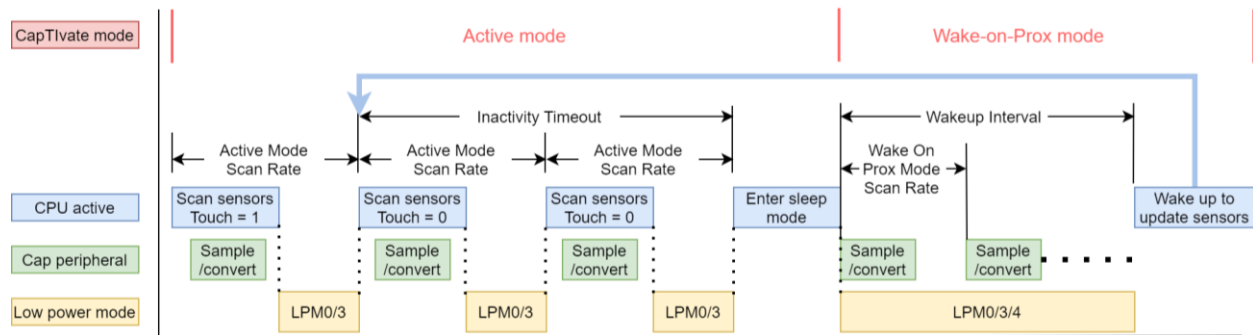 CapTIvate mode
Active mode
Wake-on-Prox mode
Inactivity Timeout
Wakeup Interval
Active Mode
Scan Rate
Active Mode
Scan Rate
Active Mode
Scan Rate
Wake On
Prox Mode
Scan Rate
CPU active
Scan sensors
Touch = 1
Scan sensors
Touch = 0
Scan sensors
Touch = 0
Enter sleep
mode
Wake up to
update sensors
Cap peripheral
Sample
/convert
Sample
/convert
Sample
/convert
Sample
/convert
Sample
/convert
Low power mode
LPM0/3
LPM0/3
LPM0/3
LPM0/3/4